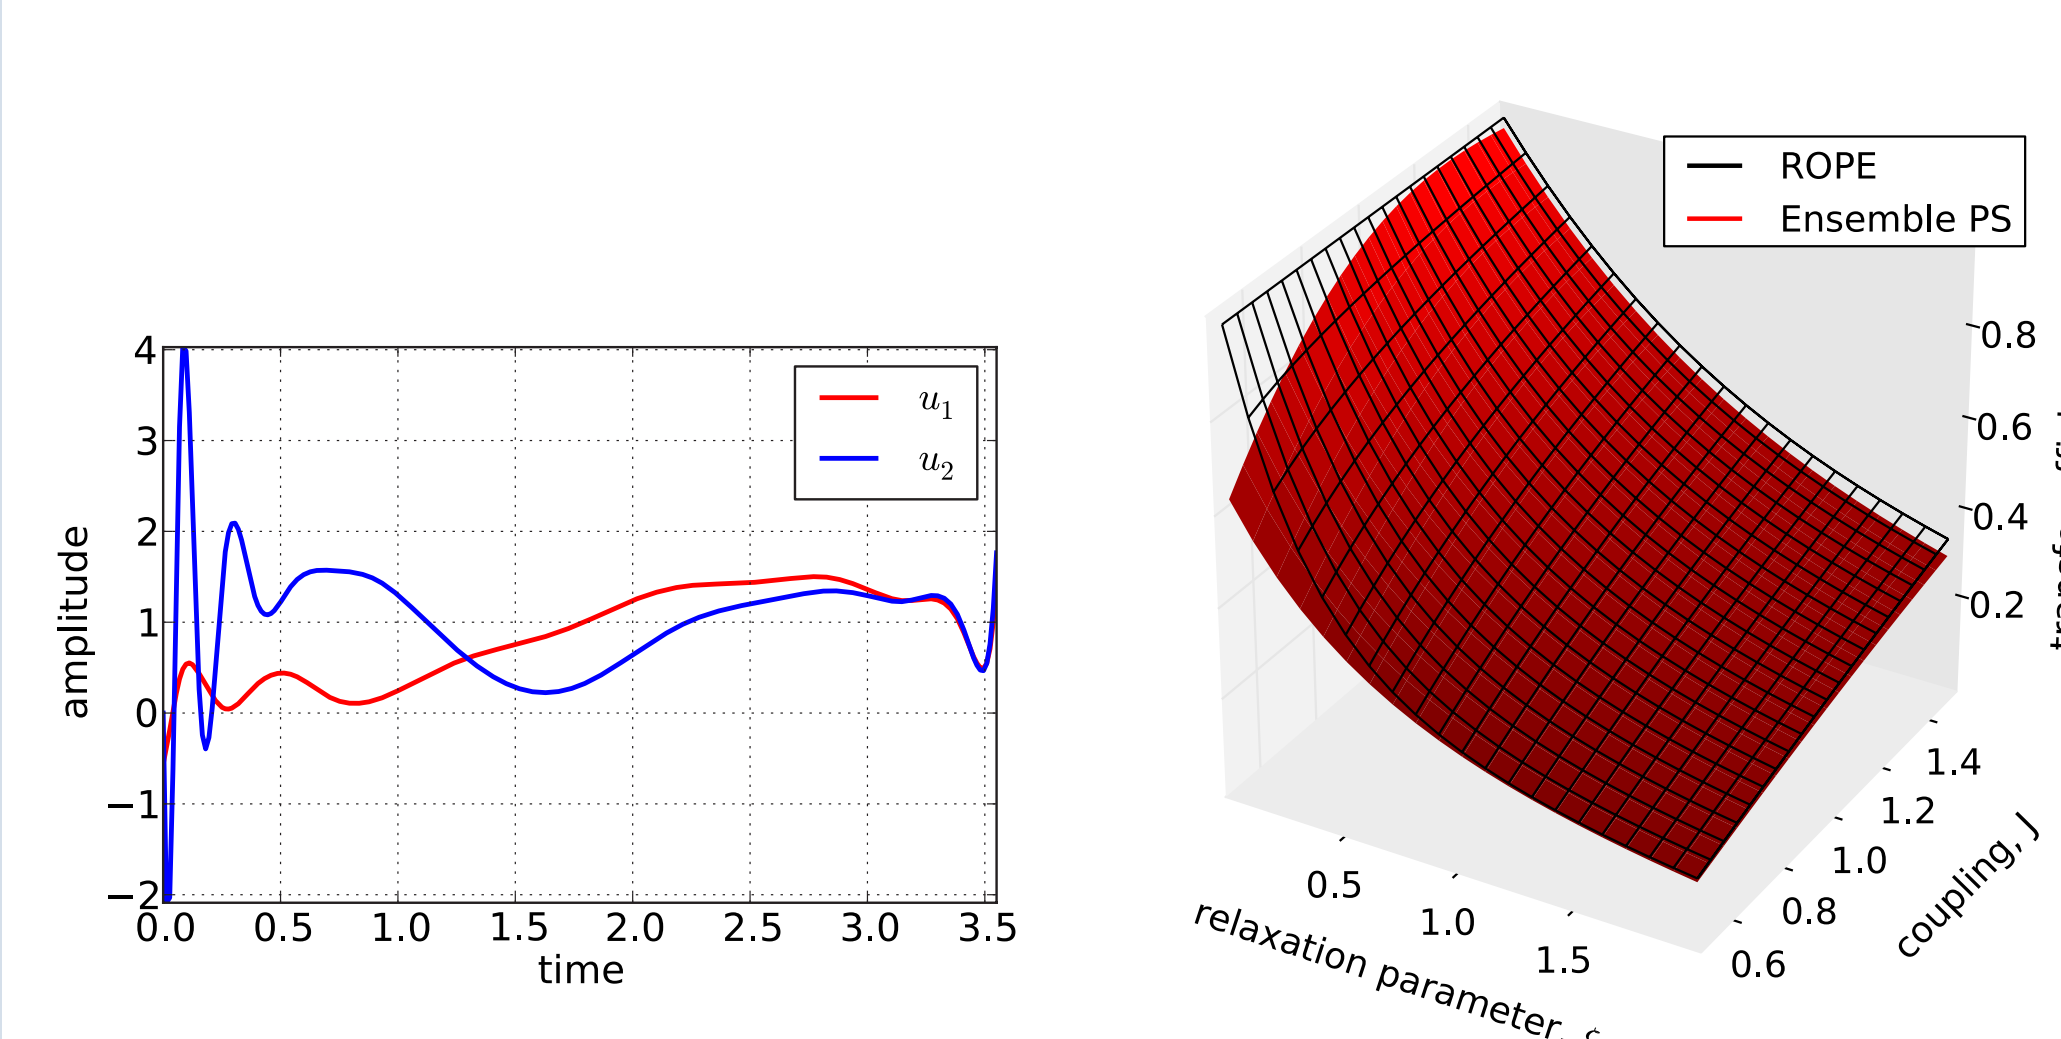 4
3
2
1
0
−1
−2
amplitude
u1
u2
0.0 0.5 1.0 1.5 2.0 2.5 3.0 3.5
time
ROPE
Ensemble PS
0.8
0.6
0.4
0.2
1.4
1.2
1.0
0.8
0.6
coupling, J
0.5
1.0
1.5
relaxation parameter,